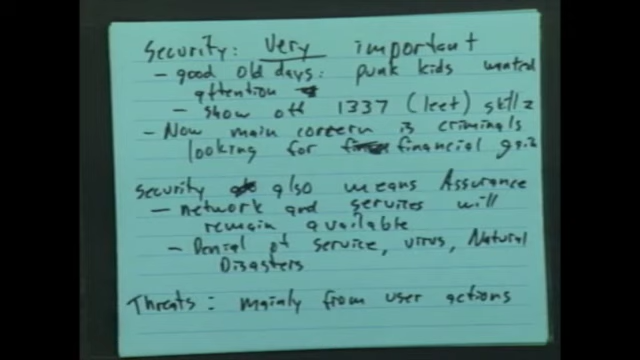 Security: Very important
- good old days: punk kids wanted
attention
- show off 1337 (leet) skillz
- Now main concern is criminals
looking for financial gain
Security also means Assurance
- network and services will
remain available
- Denial of service, virus, Natural
Disasters
Threats: mainly from user actions